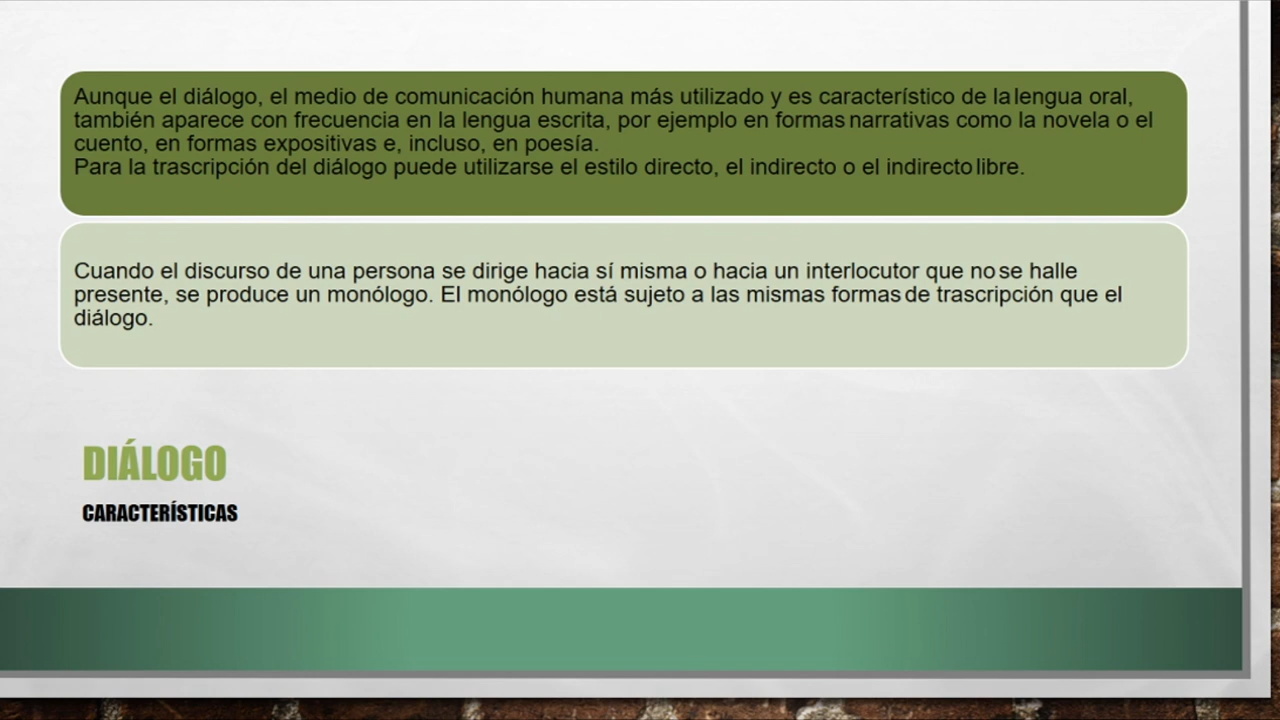 Aunque el diálogo, el medio de comunicación humana más utilizado y es característico de la lengua oral,
también aparece con frecuencia en la lengua escrita, por ejemplo en formas narrativas como la novela o el
cuento, en formas expositivas e, incluso, en poesía.
Para la trascripción del diálogo puede utilizarse el estilo directo, el indirecto o el indirecto libre.
Cuando el discurso de una persona se dirige hacia sí misma o hacia un interlocutor que no se halle
presente, se produce un monólogo. El monólogo está sujeto a las mismas formas de trascripción que el
diálogo.
DIÁLOGO
CARACTERÍSTICAS